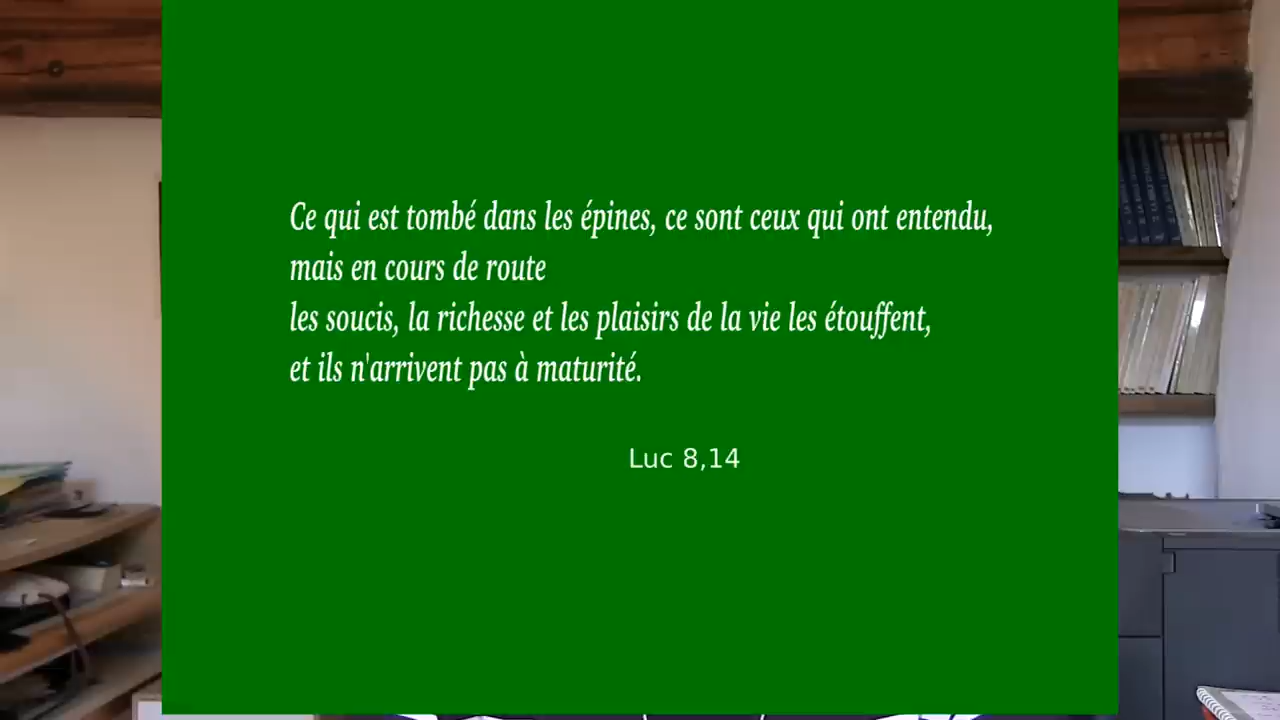 Ce qui est tombé dans les épines, ce sont ceux qui ont entendu,
mais en cours de route
les soucis, la richesse et les plaisirs de la vie les étouffent,
et ils n'arrivent pas à maturité.
Luc 8,14